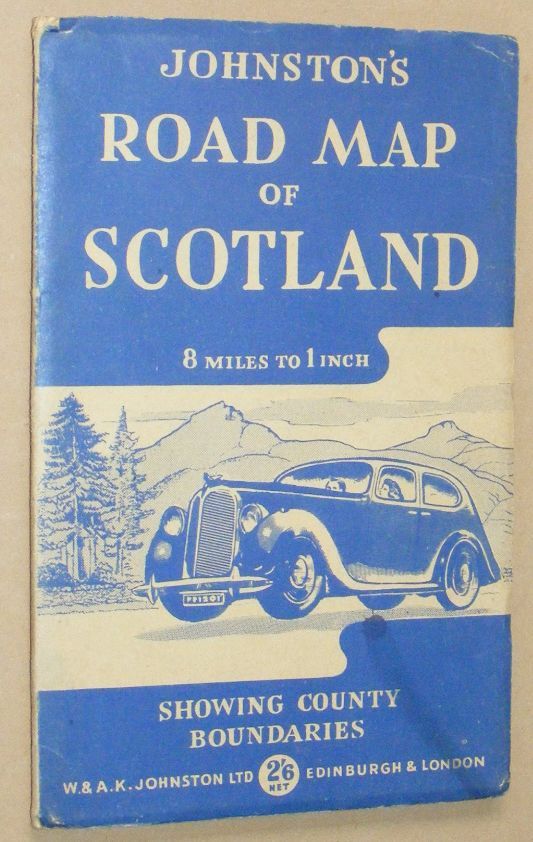 JOHNSTON'S
ROAD MAP
OF
SCOTLAND
8 MILES TO 1 INCH
PP1201
SHOWING COUNTY
BOUNDARIES
W. & A. K. JOHNSTON LTD 2/6 NET EDINBURGH & LONDON